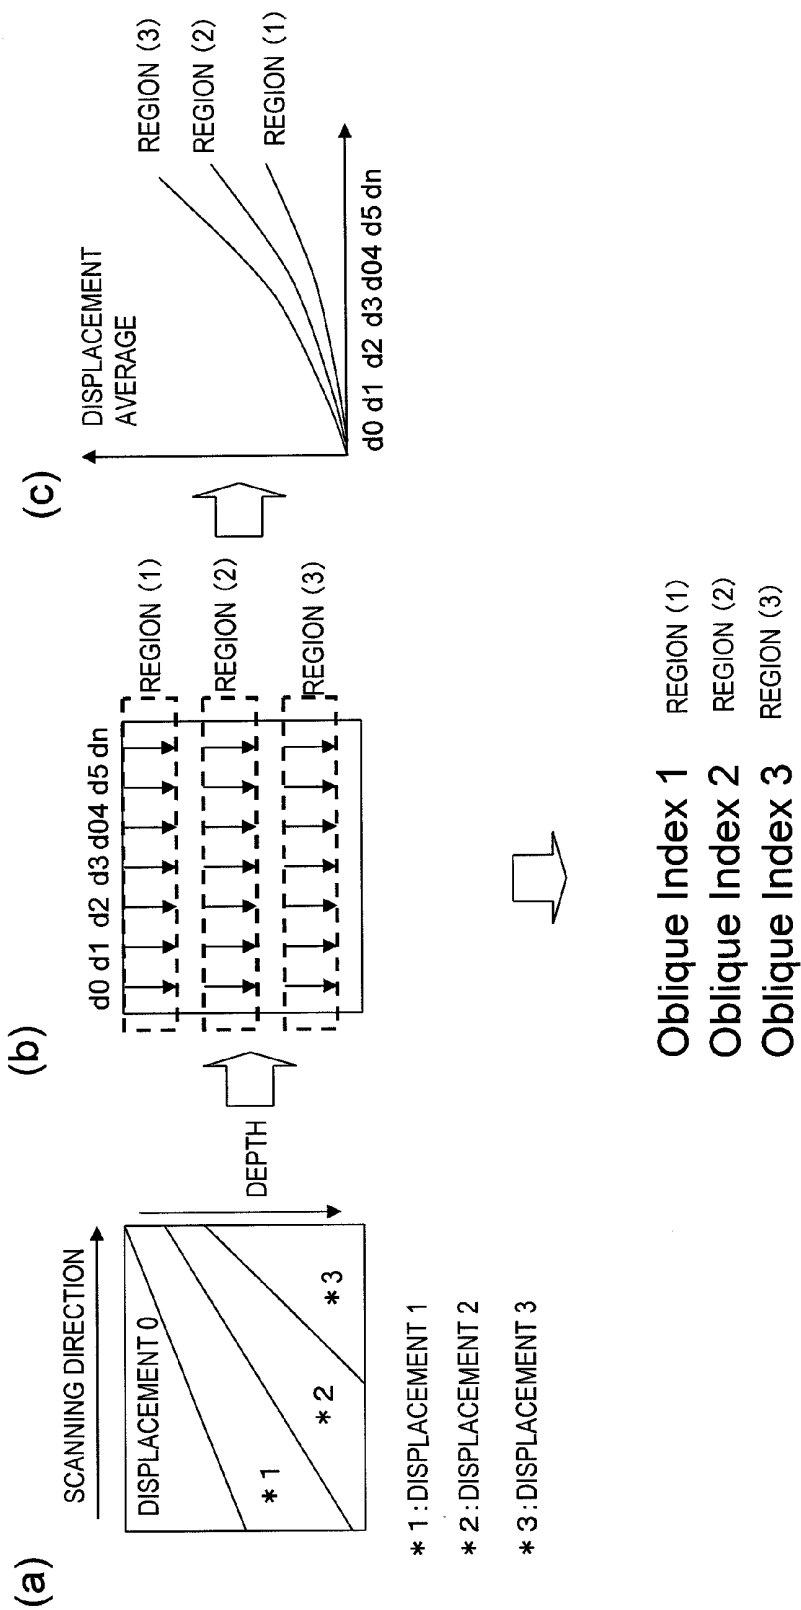 (a)
SCANNING DIRECTION
DISPLACEMENT 0
*1
*2
*3
DEPTH
*1:DISPLACEMENT 1
*2:DISPLACEMENT 2
*3:DISPLACEMENT 3
(b)
d0 d1 d2 d3 d04 d5 dn
REGION (1)
REGION (2)
REGION (3)
(c)
DISPLACEMENT
AVERAGE
REGION (3)
REGION (2)
REGION (1)
d0 d1 d2 d3 d04 d5 dn
Oblique Index 1 REGION (1)
Oblique Index 2 REGION (2)
Oblique Index 3 REGION (3)